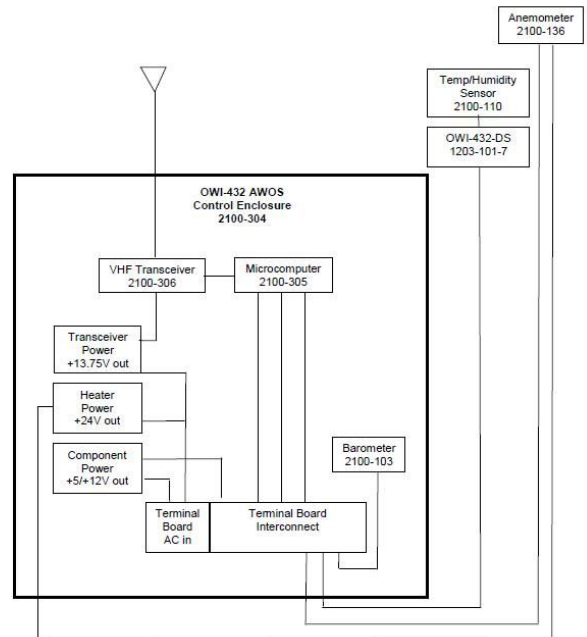 Anemometer
2100-136
Temp/Humidity
Sensor
2100-110
OWI-432-DS
1203-101-7
OWI-432 AWOS
Control Enclosure
2100-304
VHF Transceiver
2100-306
Microcomputer
2100-305
Transceiver
Power
+13.75V out
Heater
Power
+24V out
Component
Power
+5/+12V out
Barometer
2100-103
Terminal
Board
AC in
Terminal Board
Interconnect